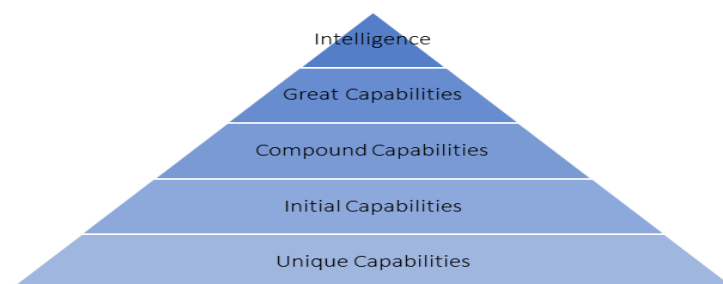 Intelligence
Great Capabilities
Compound Capabilities
Initial Capabilities
Unique Capabilities